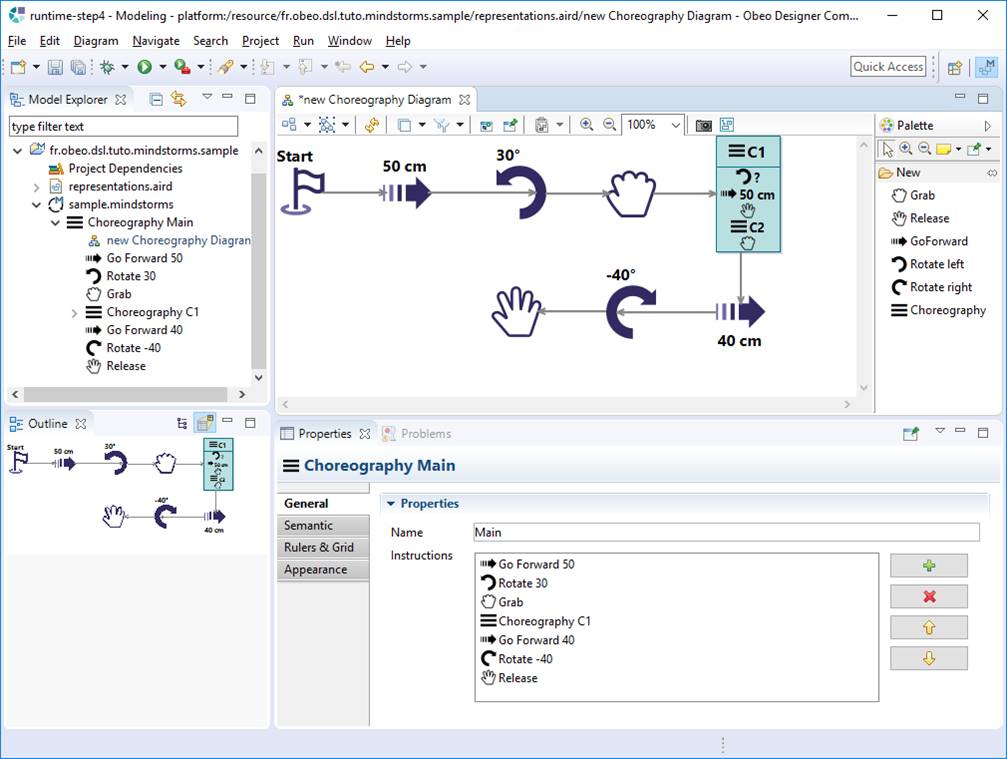 runtime-step4 - Modeling - platform:/resource/fr.obeo.dsl.tuto.mindstorms.sample/representations.aird/new Choreography Diagram - Obeo Designer Com...
File Edit Diagram Navigate Search Project Run Window Help
Quick Access
Model Explorer
type filter text
fr.obeo.dsl.tuto.mindstorms.sample
Project Dependencies
representations.aird
sample.mindstorms
Choreography Main
new Choreography Diagran
Go Forward 50
Rotate 30
Grab
Choreography C1
Go Forward 40
Rotate -40
Release
*new Choreography Diagram
100%
Start
50 cm
30°
C1
?
50 cm
C2
-40°
40 cm
Palette
New
Grab
Release
GoForward
Rotate left
Rotate right
Choreography
Outline
Start
50 cm
30°
C1
?
50 cm
C2
-40°
40 cm
Properties
Problems
Choreography Main
General
Semantic
Rulers & Grid
Appearance
Properties
Name
Main
Instructions
Go Forward 50
Rotate 30
Grab
Choreography C1
Go Forward 40
Rotate -40
Release